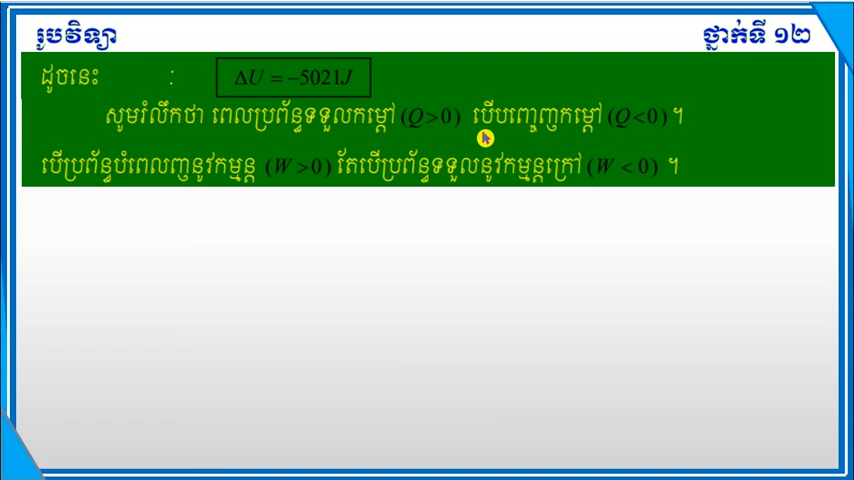 រូបវិទ្យា
ថ្នាក់ទី ១២
ដូចនេះ : ΔU = −5021J
សូមរំលឹកថា ពេលប្រព័ន្ធទទួលកម្តៅ (Q>0) បើបញ្ចេញកម្តៅ (Q<0) ។
បើប្រព័ន្ធបំពេញនូវកម្មន្ត (W >0) តែបើប្រព័ន្ធទទួលនូវកម្មន្តក្រៅ (W < 0) ។